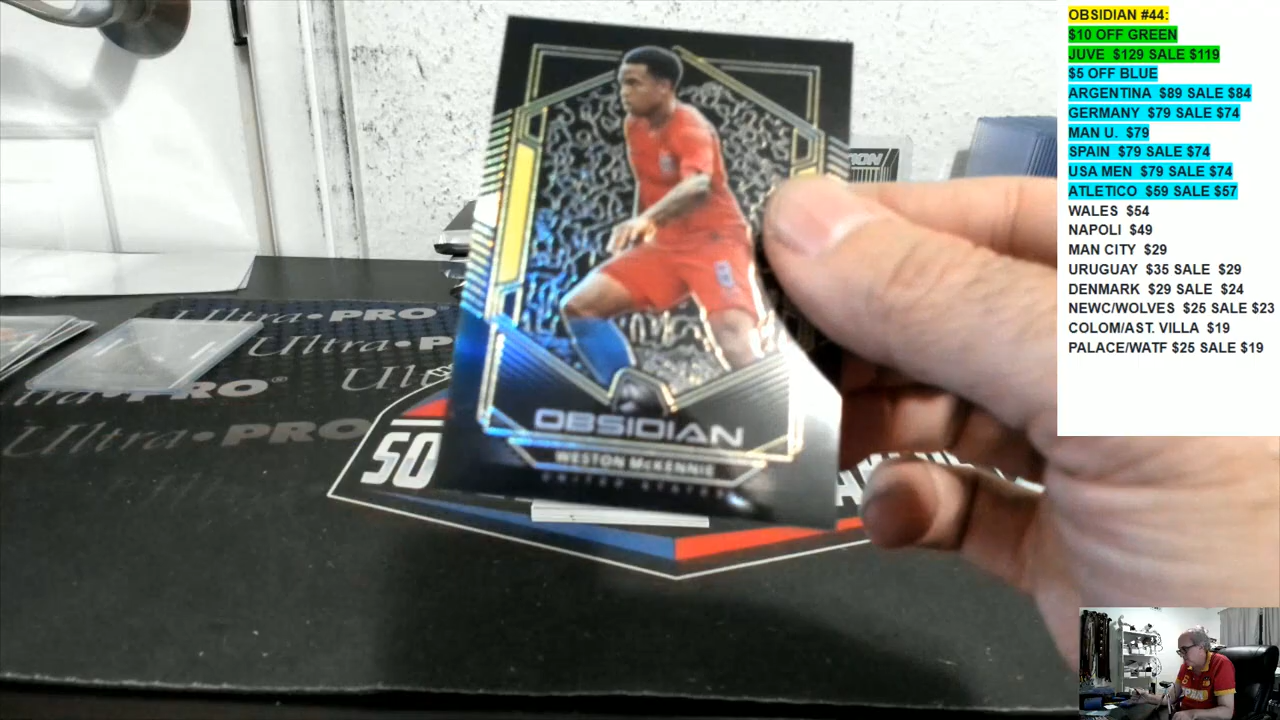 OBSIDIAN #44:
$10 OFF GREEN
JUVE $129 SALE $119
$5 OFF BLUE
ARGENTINA $89 SALE $84
GERMANY $79 SALE $74
MAN U. $79
SPAIN $79 SALE $74
USA MEN $79 SALE $74
ATLETICO $59 SALE $57
WALES $54
NAPOLI $49
MAN CITY $29
URUGUAY $35 SALE $29
DENMARK $29 SALE $24
NEWC/WOLVES $25 SALE $23
COLOM/AST. VILLA $19
PALACE/WATF $25 SALE $19
OBSIDIAN
WESTON McKENNIE
UNITED STATES
Ultra•PRO
Ultra•PRO
PRO®
Ultra•PRO
SO